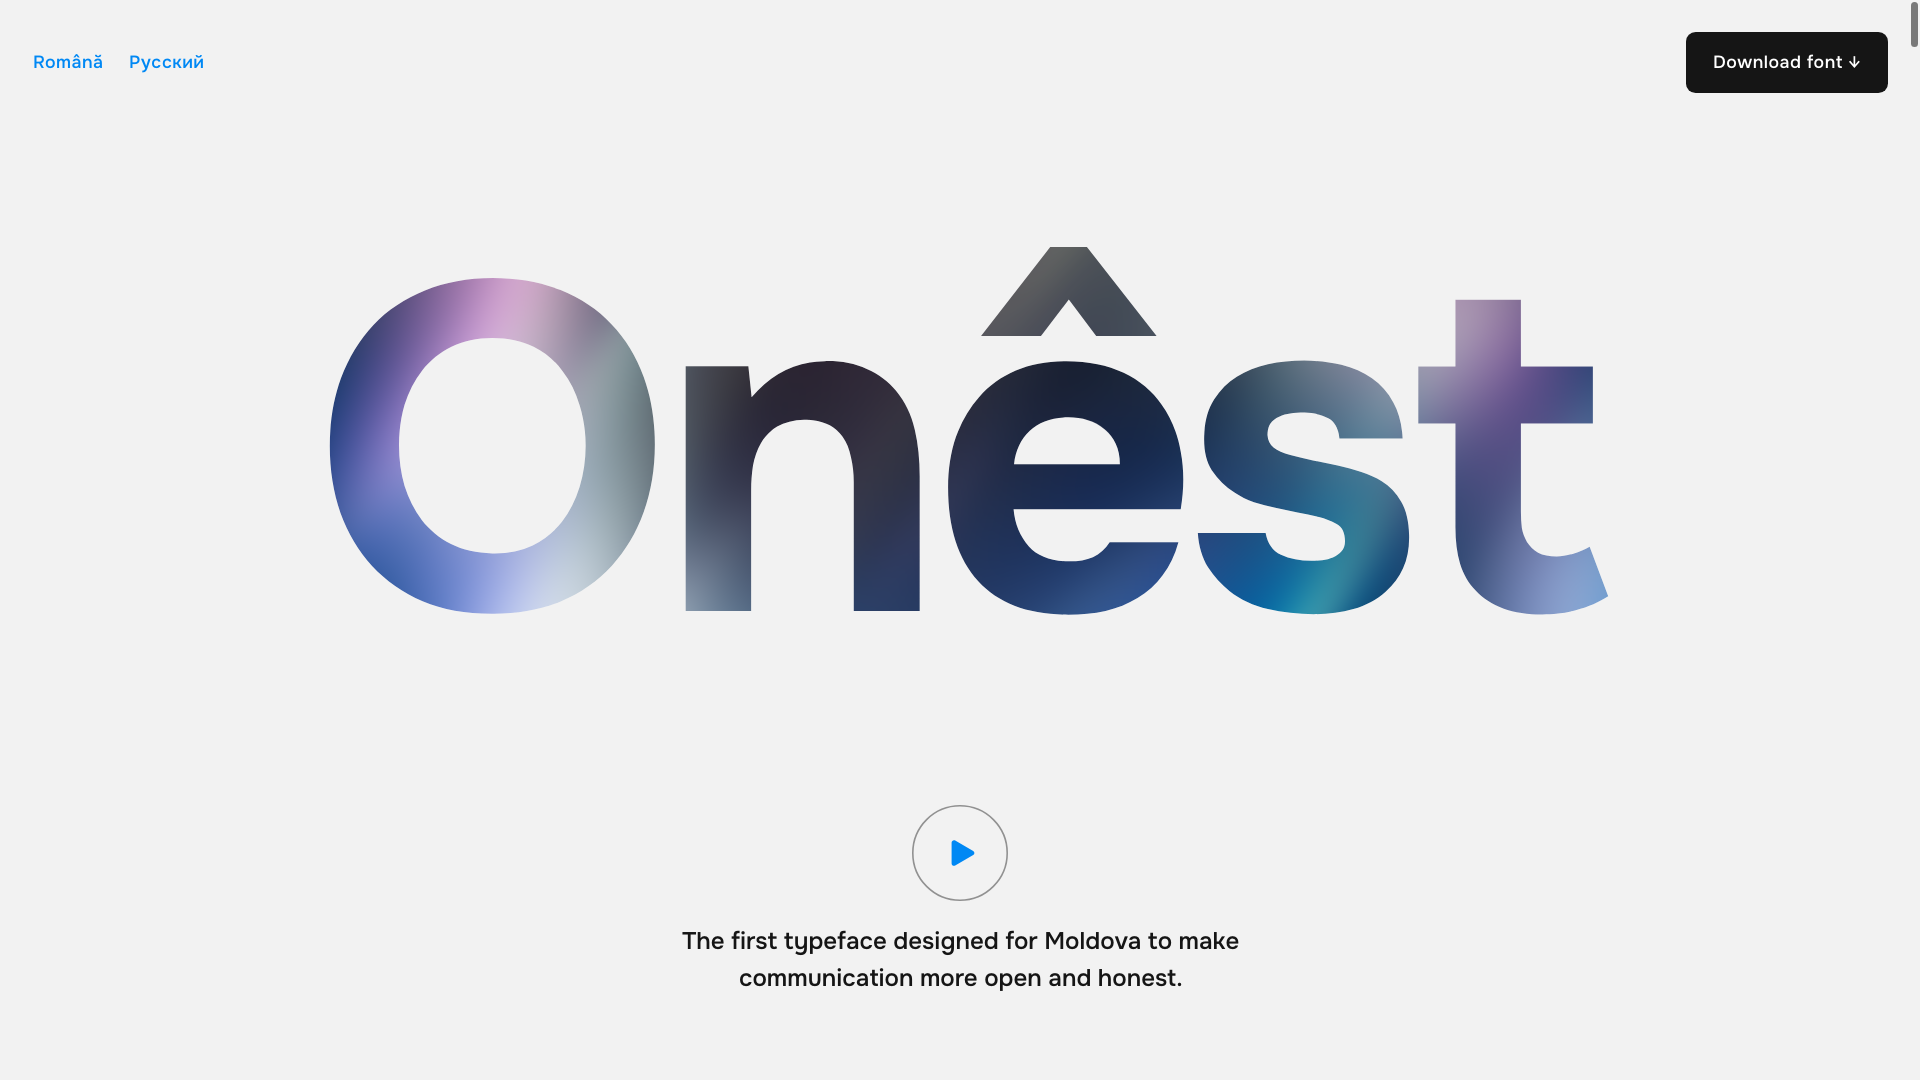 Română Русский
Download font ↓
Onêst
The first typeface designed for Moldova to make
communication more open and honest.